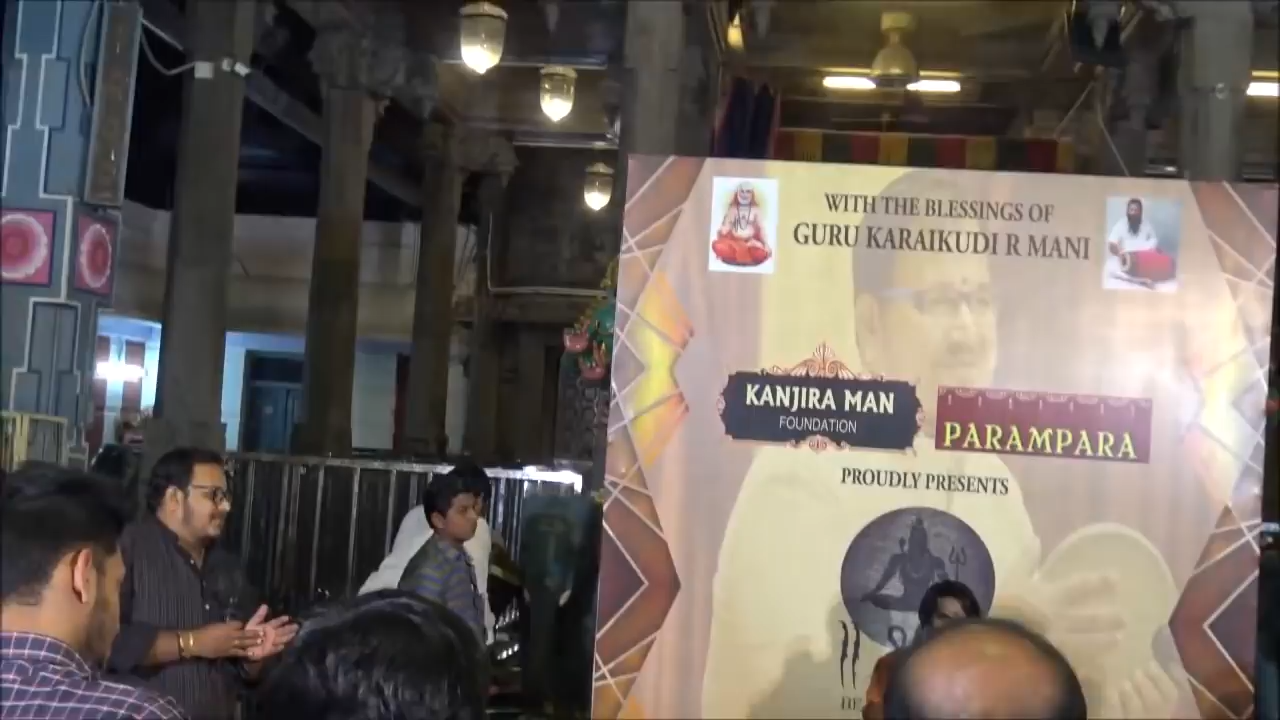 WITH THE BLESSINGS OF
GURU KARAIKUDI R MANI
KANJIRA MAN
FOUNDATION
PARAMPARA
PROUDLY PRESENTS